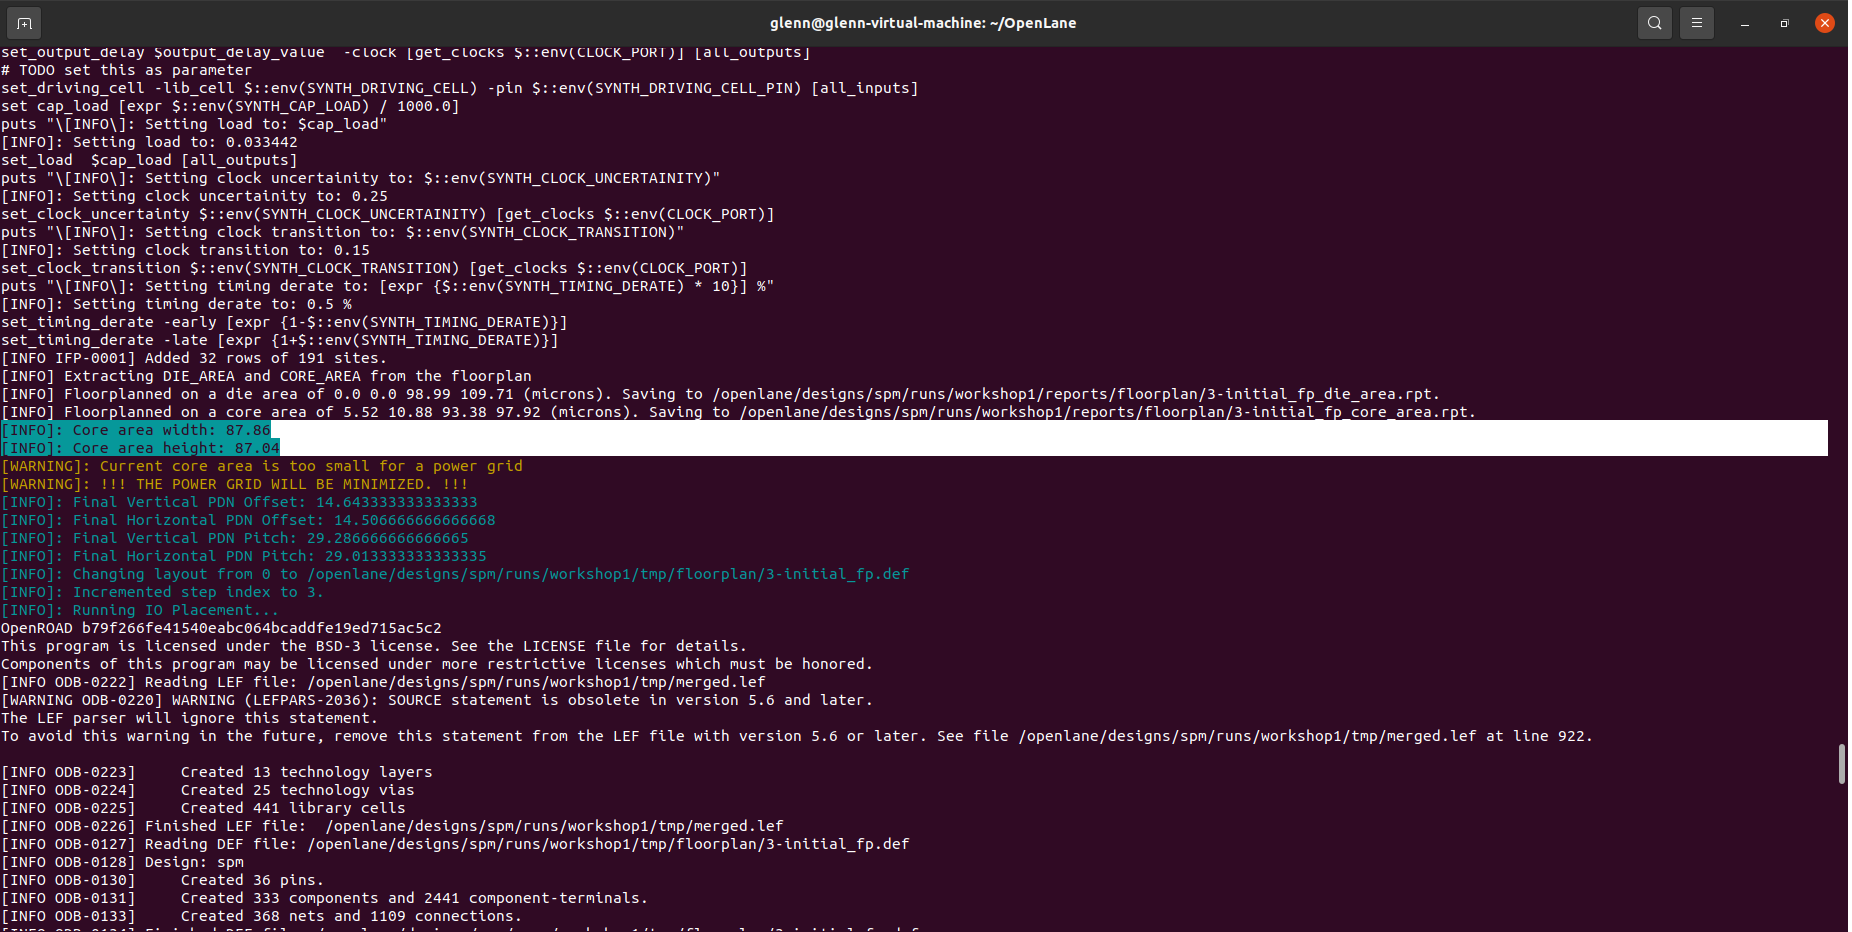 glenn@glenn-virtual-machine: ~/OpenLane
set_output_delay $output_delay_value  -clock [get_clocks $::env(CLOCK_PORT)] [all_outputs]
# TODO set this as parameter
set_driving_cell -lib_cell $::env(SYNTH_DRIVING_CELL) -pin $::env(SYNTH_DRIVING_CELL_PIN) [all_inputs]
set cap_load [expr $::env(SYNTH_CAP_LOAD) / 1000.0]
puts "\[INFO\]: Setting load to: $cap_load"
[INFO]: Setting load to: 0.033442
set_load  $cap_load [all_outputs]
puts "\[INFO\]: Setting clock uncertainity to: $::env(SYNTH_CLOCK_UNCERTAINITY)"
[INFO]: Setting clock uncertainity to: 0.25
set_clock_uncertainty $::env(SYNTH_CLOCK_UNCERTAINITY) [get_clocks $::env(CLOCK_PORT)]
puts "\[INFO\]: Setting clock transition to: $::env(SYNTH_CLOCK_TRANSITION)"
[INFO]: Setting clock transition to: 0.15
set_clock_transition $::env(SYNTH_CLOCK_TRANSITION) [get_clocks $::env(CLOCK_PORT)]
puts "\[INFO\]: Setting timing derate to: [expr {$::env(SYNTH_TIMING_DERATE) * 10}] %"
[INFO]: Setting timing derate to: 0.5 %
set_timing_derate -early [expr {1-$::env(SYNTH_TIMING_DERATE)}]
set_timing_derate -late [expr {1+$::env(SYNTH_TIMING_DERATE)}]
[INFO IFP-0001] Added 32 rows of 191 sites.
[INFO] Extracting DIE_AREA and CORE_AREA from the floorplan
[INFO] Floorplanned on a die area of 0.0 0.0 98.99 109.71 (microns). Saving to /openlane/designs/spm/runs/workshop1/reports/floorplan/3-initial_fp_die_area.rpt.
[INFO] Floorplanned on a core area of 5.52 10.88 93.38 97.92 (microns). Saving to /openlane/designs/spm/runs/workshop1/reports/floorplan/3-initial_fp_core_area.rpt.
[INFO]: Core area width: 87.86
[INFO]: Core area height: 87.04
[WARNING]: Current core area is too small for a power grid
[WARNING]: !!! THE POWER GRID WILL BE MINIMIZED. !!!
[INFO]: Final Vertical PDN Offset: 14.643333333333333
[INFO]: Final Horizontal PDN Offset: 14.506666666666668
[INFO]: Final Vertical PDN Pitch: 29.286666666666665
[INFO]: Final Horizontal PDN Pitch: 29.013333333333335
[INFO]: Changing layout from 0 to /openlane/designs/spm/runs/workshop1/tmp/floorplan/3-initial_fp.def
[INFO]: Incremented step index to 3.
[INFO]: Running IO Placement...
OpenROAD b79f266fe41540eabc064bcaddfe19ed715ac5c2
This program is licensed under the BSD-3 license. See the LICENSE file for details.
Components of this program may be licensed under more restrictive licenses which must be honored.
[INFO ODB-0222] Reading LEF file: /openlane/designs/spm/runs/workshop1/tmp/merged.lef
[WARNING ODB-0220] WARNING (LEFPARS-2036): SOURCE statement is obsolete in version 5.6 and later.
The LEF parser will ignore this statement.
To avoid this warning in the future, remove this statement from the LEF file with version 5.6 or later. See file /openlane/designs/spm/runs/workshop1/tmp/merged.lef at line 922.
[INFO ODB-0223]     Created 13 technology layers
[INFO ODB-0224]     Created 25 technology vias
[INFO ODB-0225]     Created 441 library cells
[INFO ODB-0226] Finished LEF file:  /openlane/designs/spm/runs/workshop1/tmp/merged.lef
[INFO ODB-0127] Reading DEF file: /openlane/designs/spm/runs/workshop1/tmp/floorplan/3-initial_fp.def
[INFO ODB-0128] Design: spm
[INFO ODB-0130]     Created 36 pins.
[INFO ODB-0131]     Created 333 components and 2441 component-terminals.
[INFO ODB-0133]     Created 368 nets and 1109 connections.